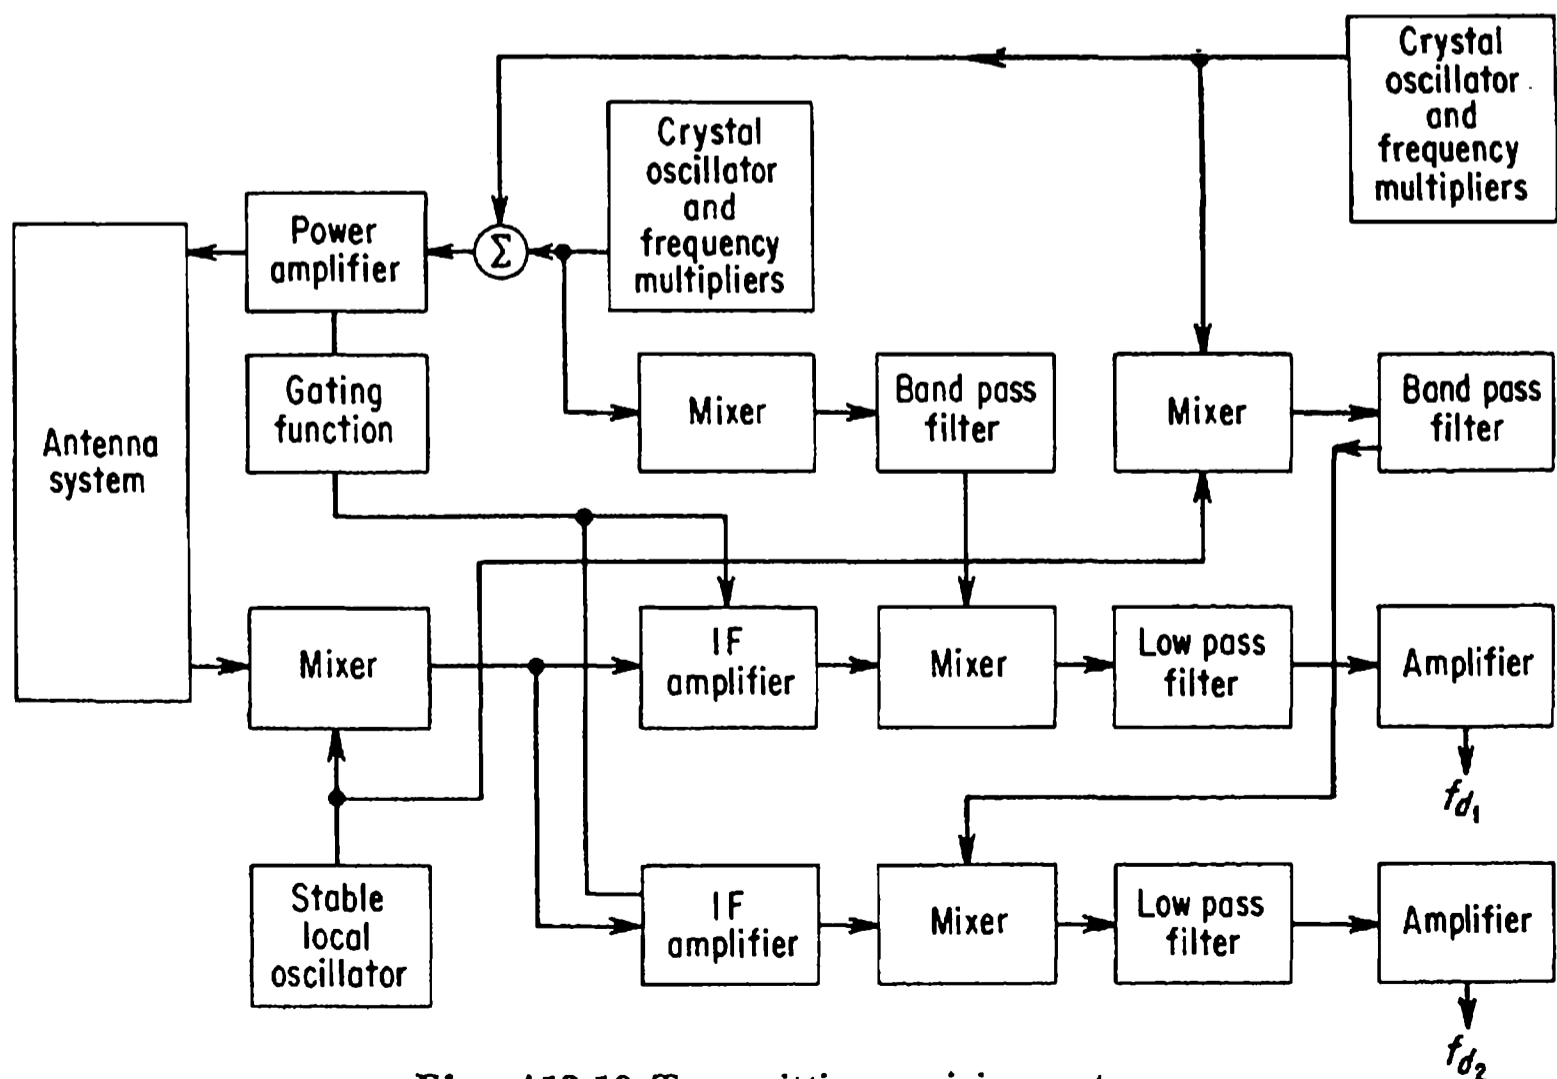 Crystal
oscillator
and
frequency
multipliers
Crystal
oscillator
and
frequency
multipliers
Power
amplifier
Σ
Gating
function
Mixer
Band pass
filter
Mixer
Band pass
filter
Antenna
system
Mixer
IF
amplifier
Mixer
Low pass
filter
Amplifier
fd1
Stable
local
oscillator
IF
amplifier
Mixer
Low pass
filter
Amplifier
fd2